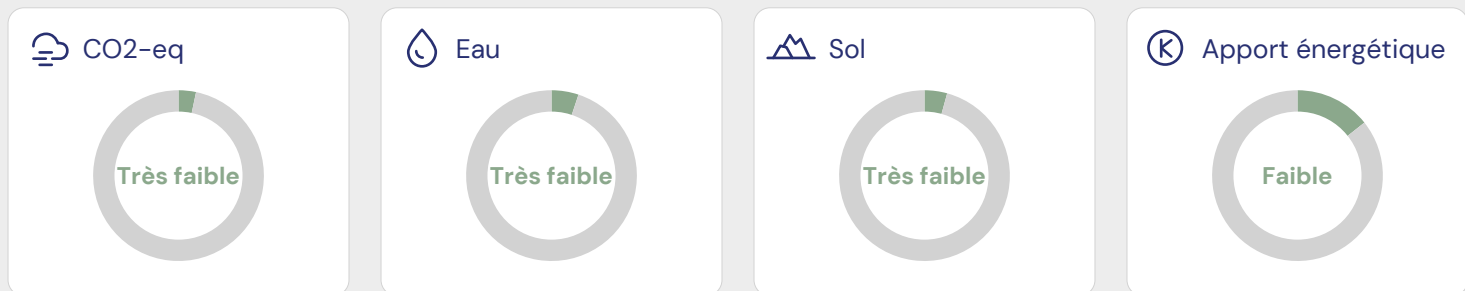 CO2-eq
Très faible
Eau
Très faible
Sol
Très faible
Apport énergétique
Faible